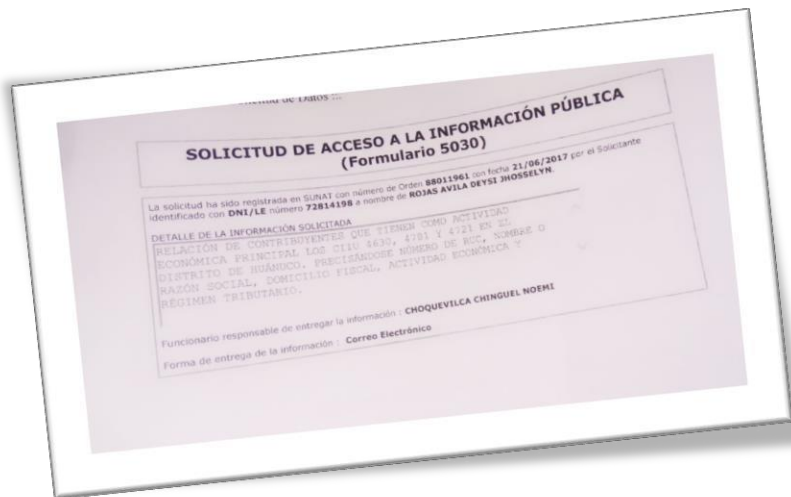 de Datos ...
SOLICITUD DE ACCESO A LA INFORMACIÓN PÚBLICA
(Formulario 5030)
La solicitud ha sido registrada en SUNAT con número de Orden 88011961 con fecha 21/06/2017 por el Solicitante
identificado con DNI/LE número 72814198 a nombre de ROJAS AVILA DEYSI JHOSSELYN.
DETALLE DE LA INFORMACIÓN SOLICITADA
RELACIÓN DE CONTRIBUYENTES QUE TIENEN COMO ACTIVIDAD
ECONÓMICA PRINCIPAL LOS CIIU 4630, 4781 Y 4721 EN EL
DISTRITO DE HUÁNUCO, PRECISÁNDOSE NÚMERO DE RUC, NOMBRE O
RAZÓN SOCIAL, DOMICILIO FISCAL, ACTIVIDAD ECONÓMICA Y
RÉGIMEN TRIBUTARIO.
Funcionario responsable de entregar la información : CHOQUEVILCA CHINGUEL NOEMI
Forma de entrega de la información : Correo Electrónico